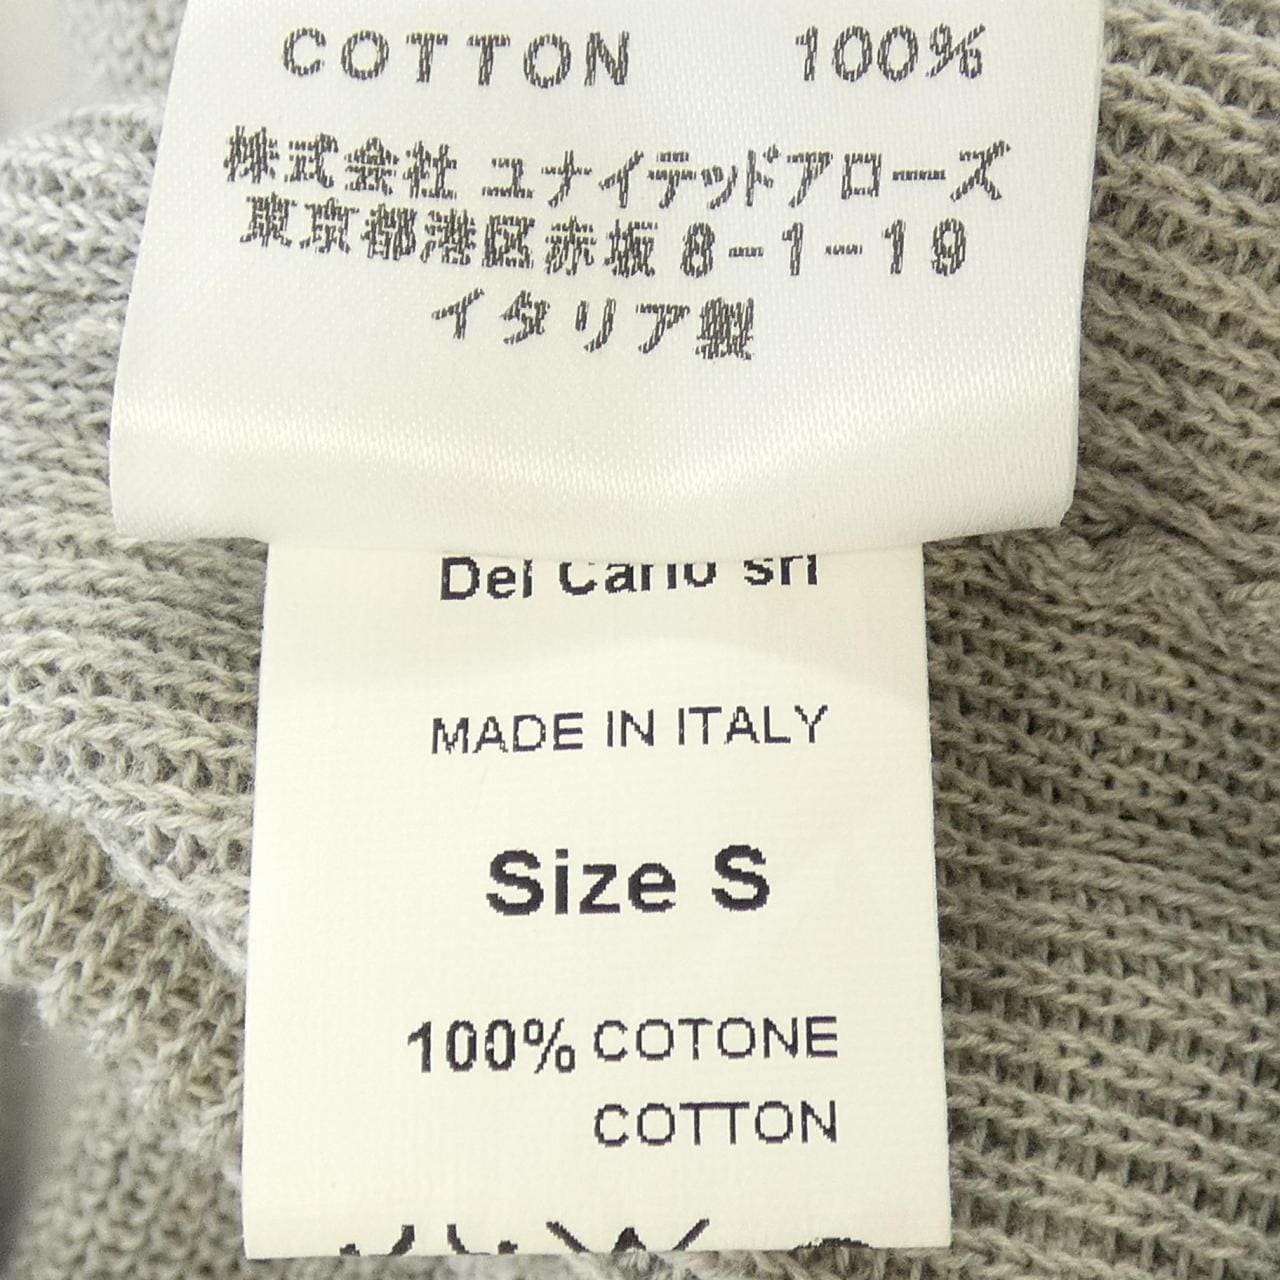 COTTON 100%
株式会社 ユナイテッドアローズ
東京都港区赤坂 8-1-19
イタリア製
Del Carlo srl
MADE IN ITALY
Size S
100% COTONE
COTTON